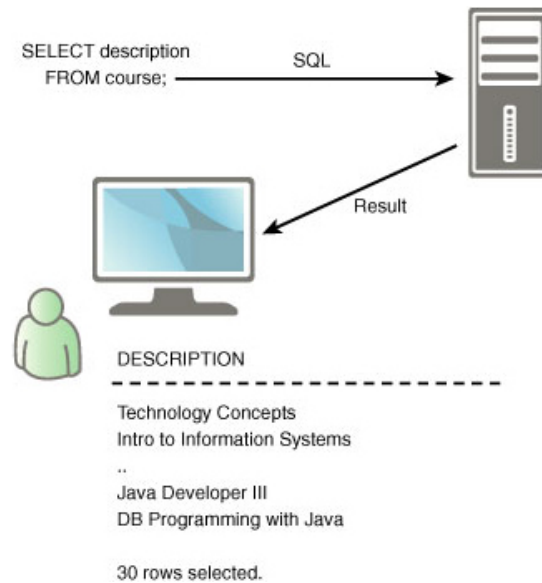 SELECT description
FROM course;
SQL
Result
DESCRIPTION
Technology Concepts
Intro to Information Systems
..
Java Developer III
DB Programming with Java
30 rows selected.